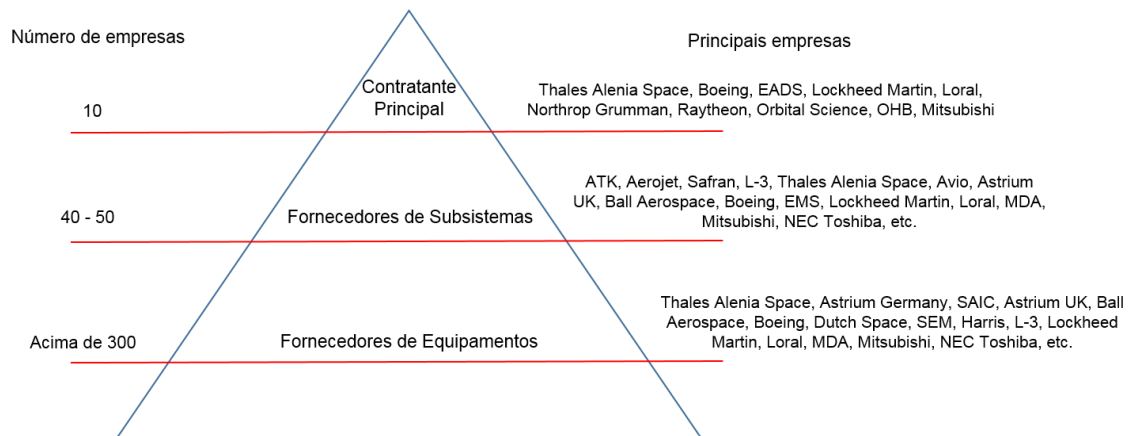 Número de empresas
Principais empresas
10
Contratante
Principal
Thales Alenia Space, Boeing, EADS, Lockheed Martin, Loral,
Northrop Grumman, Raytheon, Orbital Science, OHB, Mitsubishi
40 - 50
Fornecedores de Subsistemas
ATK, Aerojet, Safran, L-3, Thales Alenia Space, Avio, Astrium
UK, Ball Aerospace, Boeing, EMS, Lockheed Martin, Loral, MDA,
Mitsubishi, NEC Toshiba, etc.
Acima de 300
Fornecedores de Equipamentos
Thales Alenia Space, Astrium Germany, SAIC, Astrium UK, Ball
Aerospace, Boeing, Dutch Space, SEM, Harris, L-3, Lockheed
Martin, Loral, MDA, Mitsubishi, NEC Toshiba, etc.